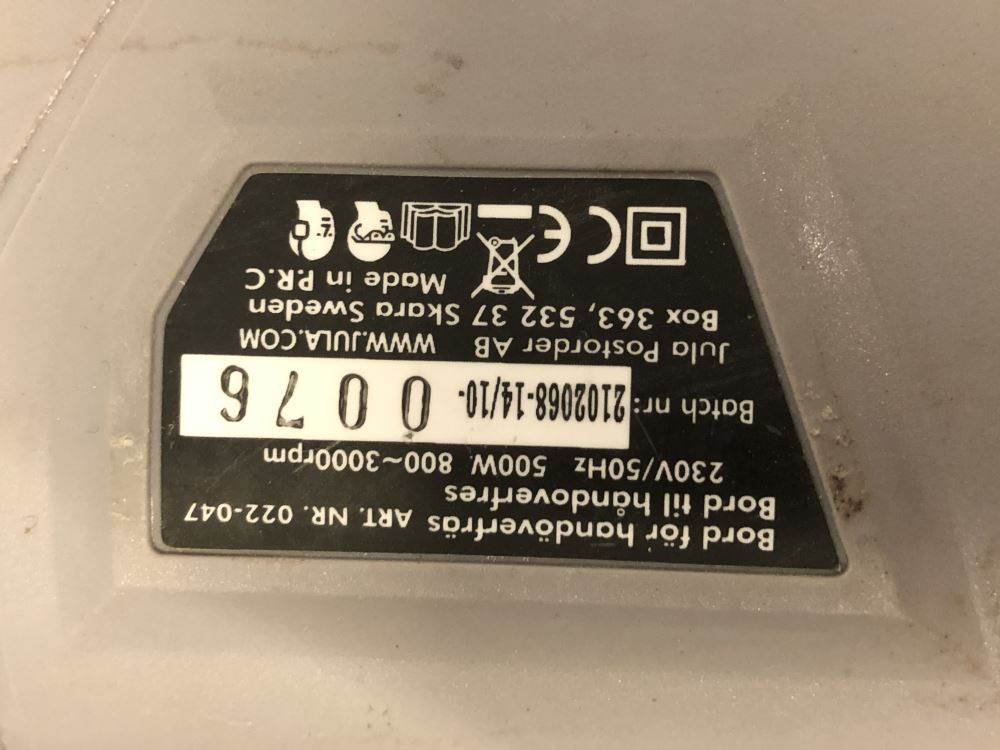 Bord för handöverfräs ART. NR. 022-047
Bord til håndoverfres
230V/50Hz 500W 800~3000rpm
Batch nr: 2102068-14/10- 0076
Jula Postorder AB WWW.JULA.COM
Box 363, 532 37 Skara Sweden
Made in P.R.C
CE